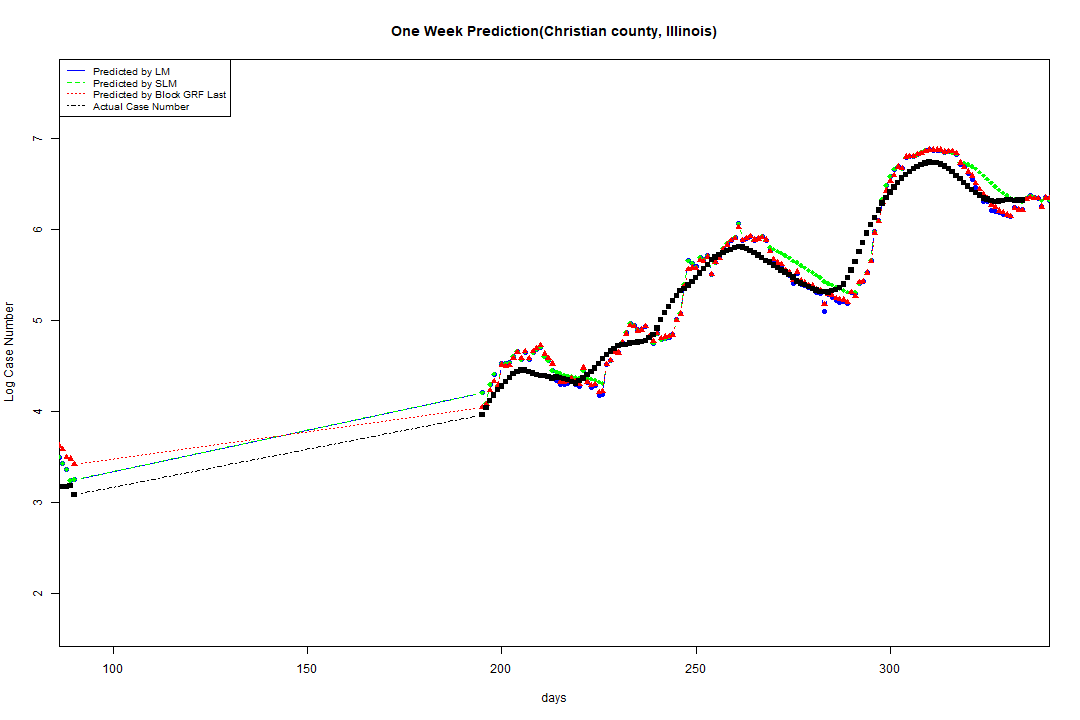 One Week Prediction(Christian county, Illinois)
Predicted by LM
Predicted by SLM
Predicted by Block GRF Last
Actual Case Number
7
6
5
4
3
2
Log Case Number
100 150 200 250 300
days